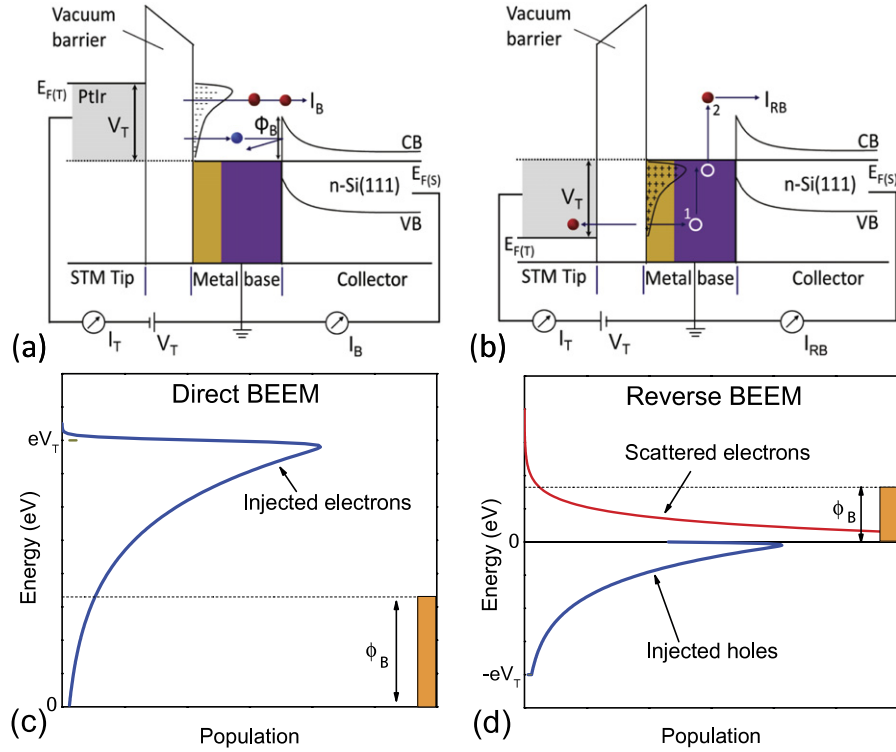 Vacuum
barrier
E_F(T)
PtIr
V_T
I_B
Φ_B
CB
n-Si(111)
E_F(S)
VB
STM Tip
Metal base
Collector
I_T
V_T
I_B
(a)
Vacuum
barrier
2
I_RB
CB
V_T
n-Si(111)
E_F(S)
1
VB
E_F(T)
STM Tip
Metal base
Collector
I_T
V_T
I_RB
(b)
Direct BEEM
eV_T
Injected electrons
Energy (eV)
ϕ_B
0
(c)
Population
Reverse BEEM
Scattered electrons
ϕ_B
0
Energy (eV)
Injected holes
-eV_T
(d)
Population